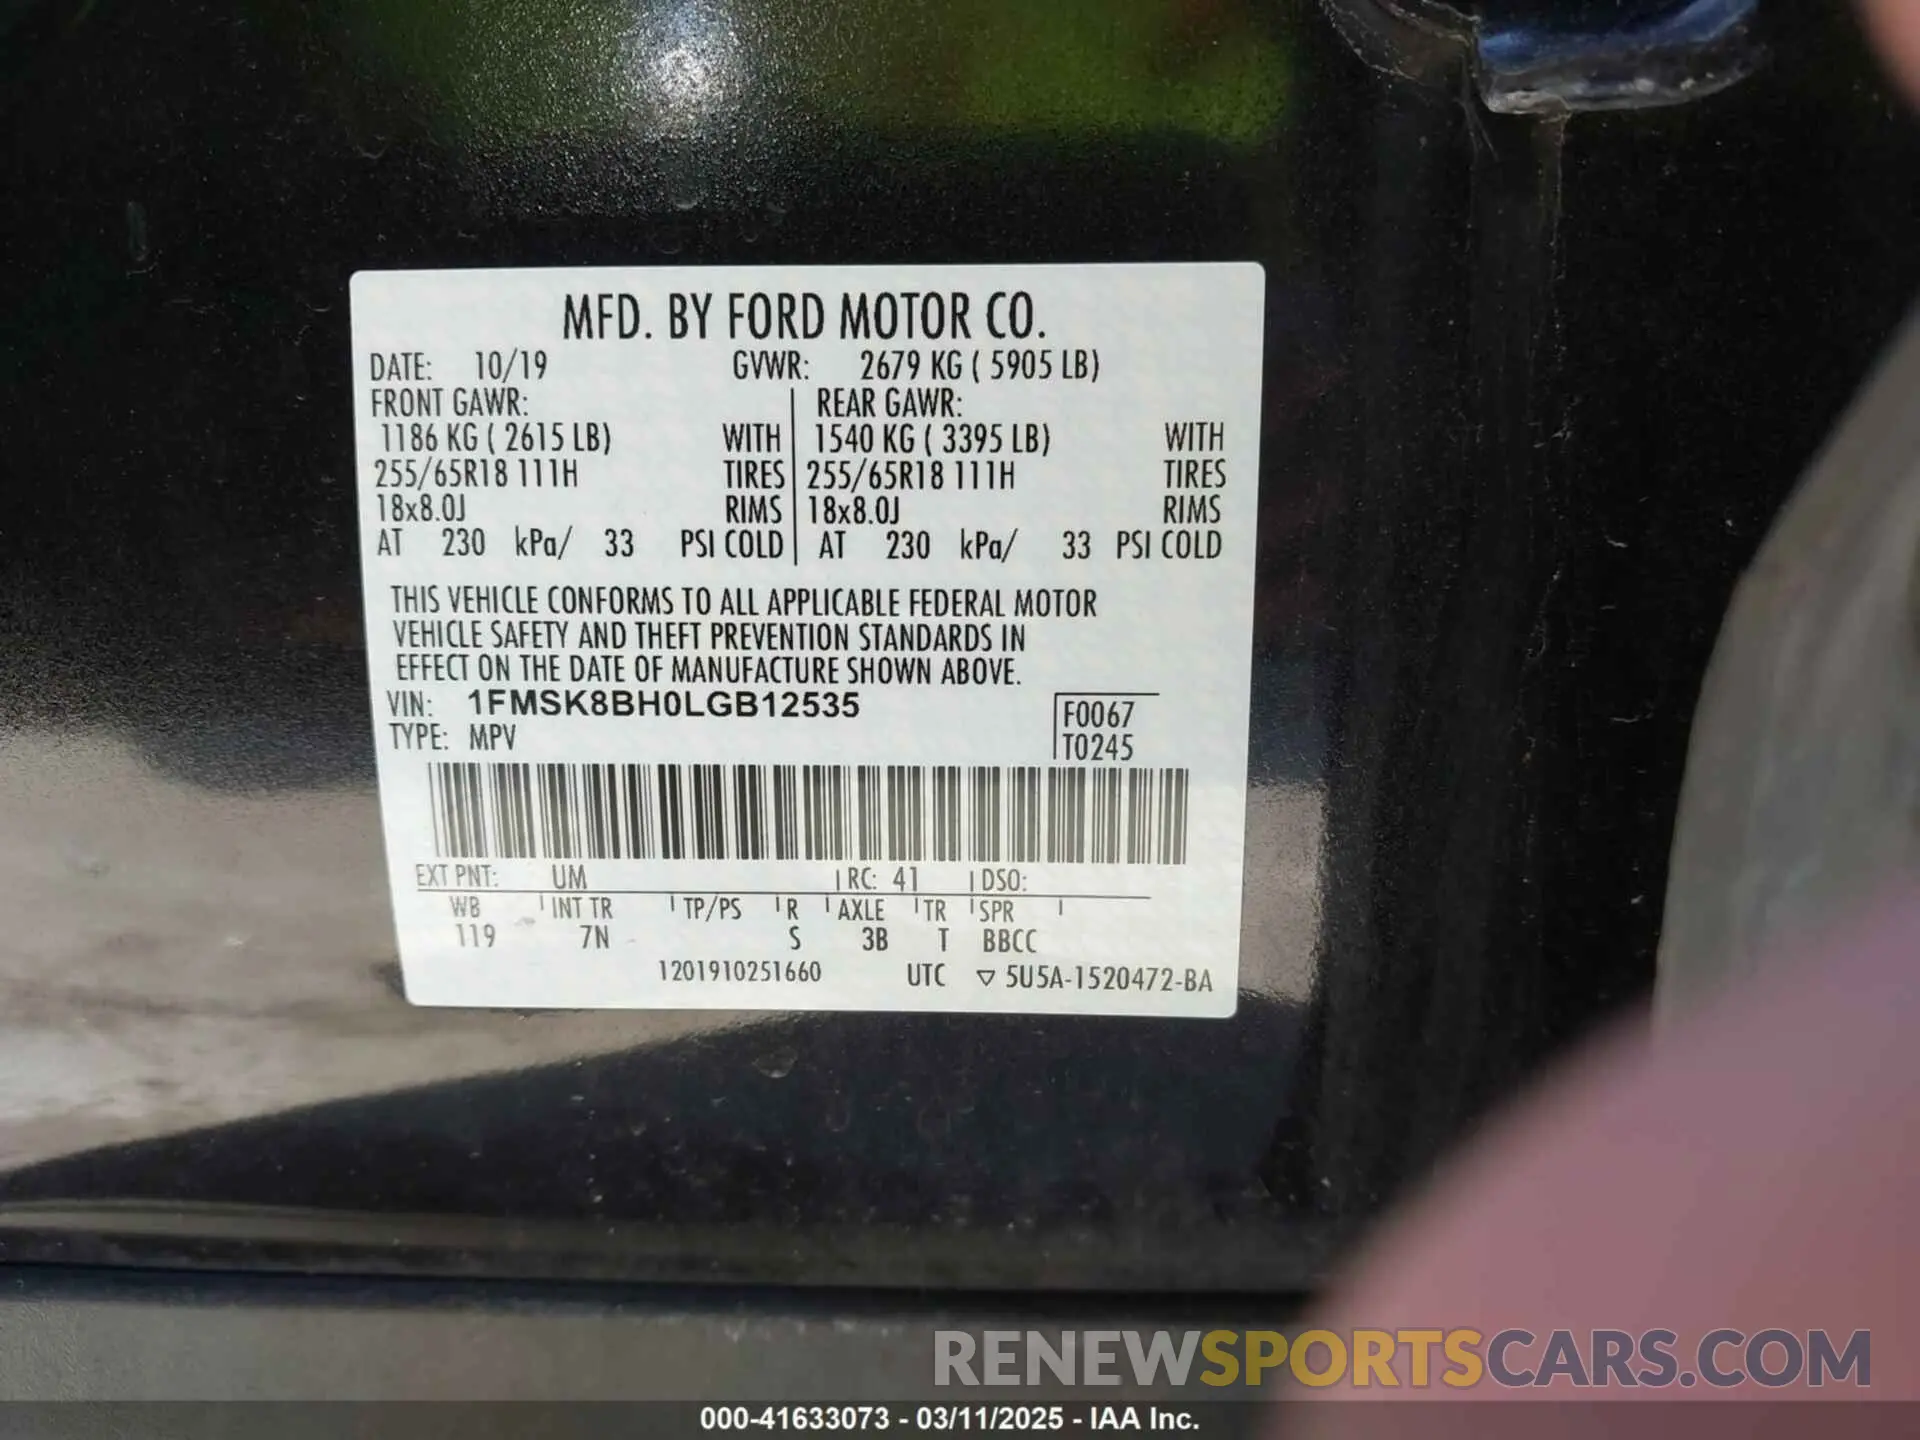 MFD. BY FORD MOTOR CO.
DATE: 10/19 GVWR: 2679 KG ( 5905 LB)
FRONT GAWR: REAR GAWR:
1186 KG ( 2615 LB) WITH 1540 KG ( 3395 LB) WITH
255/65R18 111H TIRES 255/65R18 111H TIRES
18x8.0J RIMS 18x8.0J RIMS
AT 230 kPa/ 33 PSI COLD AT 230 kPa/ 33 PSI COLD
THIS VEHICLE CONFORMS TO ALL APPLICABLE FEDERAL MOTOR
VEHICLE SAFETY AND THEFT PREVENTION STANDARDS IN
EFFECT ON THE DATE OF MANUFACTURE SHOWN ABOVE.
VIN: 1FMSK8BH0LGB12535 F0067
TYPE: MPV T0245
EXT PNT: UM RC: 41 DSO:
WB INT TR TP/PS R AXLE TR SPR
119 7N S 3B T BBCC
1201910251660 UTC ▽ 5U5A-1520472-BA
RENEWSPORTSCARS.COM
000-41633073 - 03/11/2025 - IAA Inc.